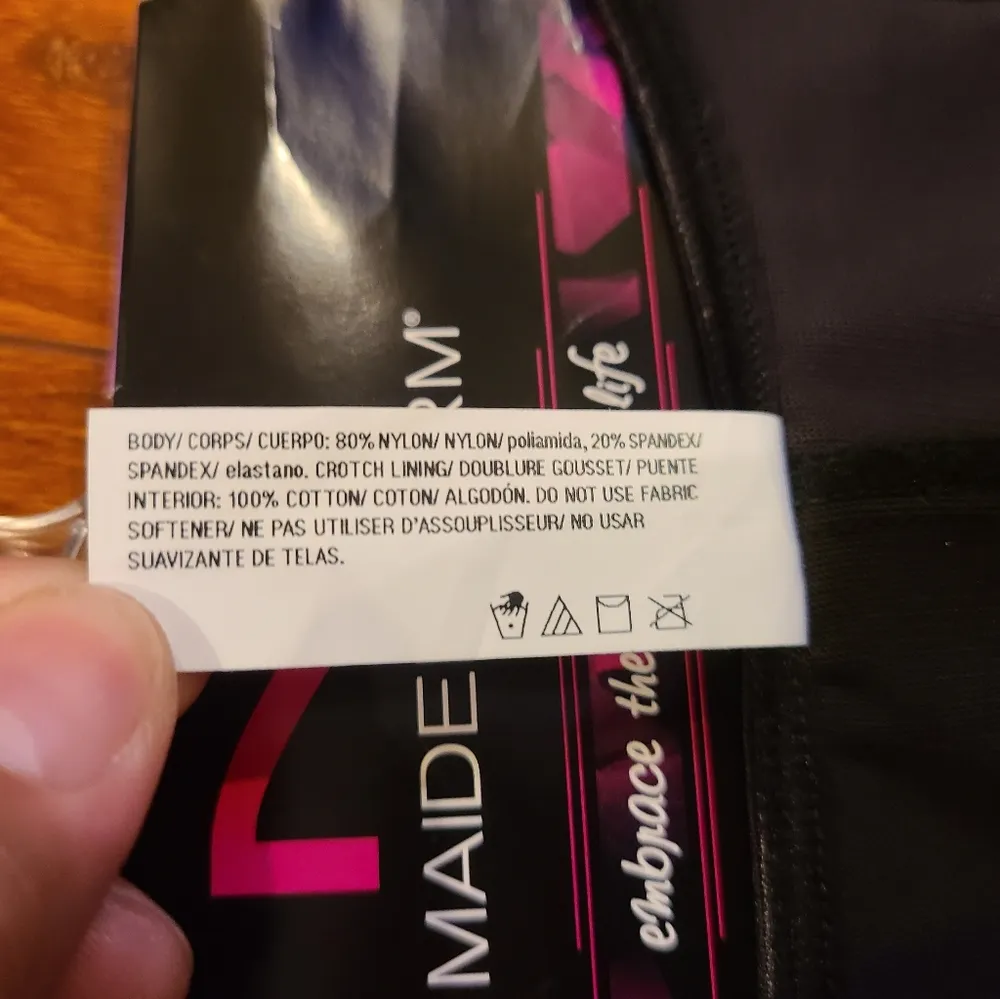 BODY/ CORPS/ CUERPO: 80% NYLON/ NYLON/ poliamida, 20% SPANDEX/
SPANDEX/ elastano. CROTCH LINING/ DOUBLURE GOUSSET/ PUENTE
INTERIOR: 100% COTTON/ COTON/ ALGODÓN. DO NOT USE FABRIC
SOFTENER/ NE PAS UTILISER D'ASSOUPLISSEUR/ NO USAR
SUAVIZANTE DE TELAS.
MAIDE RM®
embrace the life